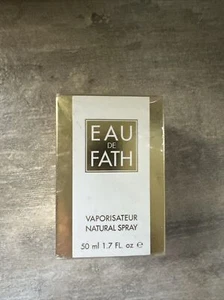 EAU
DE
FATH
VAPORISATEUR
NATURAL SPRAY
50 ml 1.7 FL. oz ℮